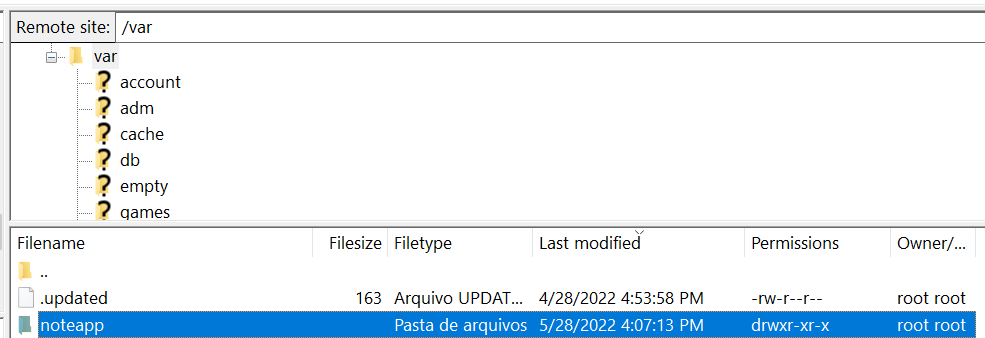 Remote site: /var
var
account
adm
cache
db
empty
games
Filename Filesize Filetype Last modified Permissions Owner/...
..
.updated 163 Arquivo UPDAT... 4/28/2022 4:53:58 PM -rw-r--r-- root root
noteapp Pasta de arquivos 5/28/2022 4:07:13 PM drwxr-xr-x root root